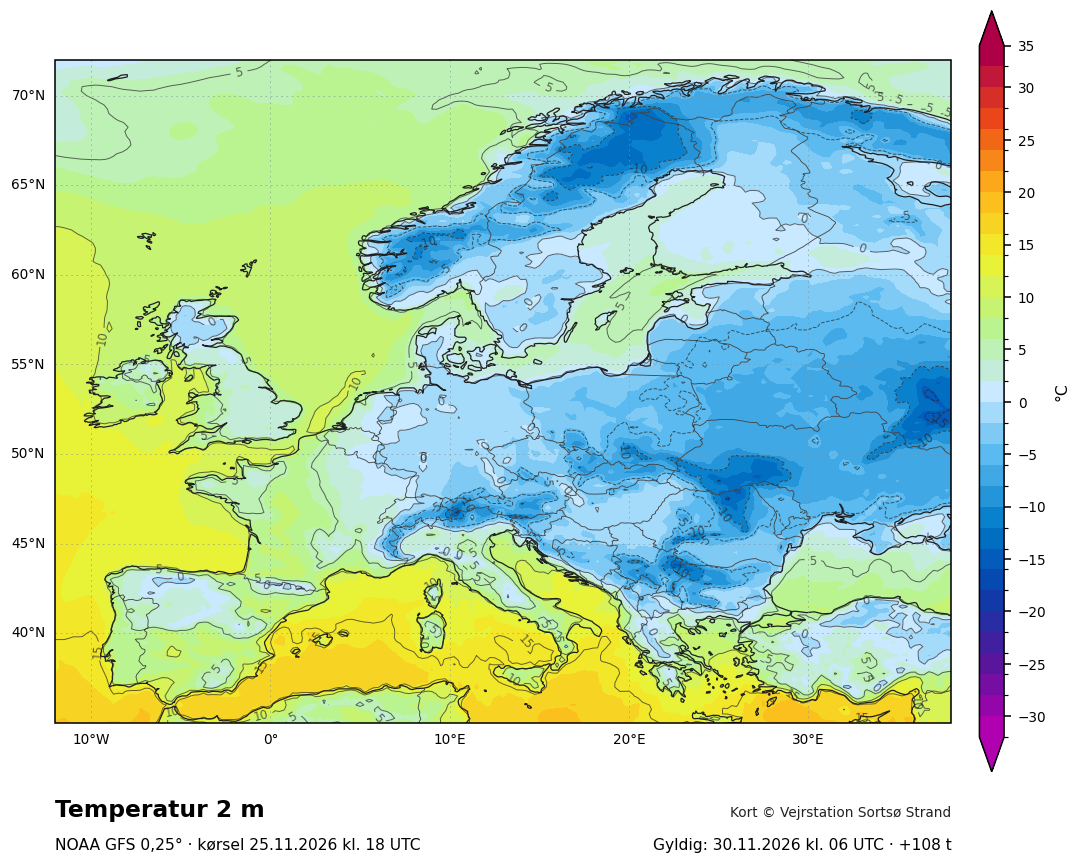 70°N
65°N
60°N
55°N
50°N
45°N
40°N
10°W
0°
10°E
20°E
30°E
35
30
25
20
15
10
5
0
−5
−10
−15
−20
−25
−30
°C
Temperatur 2 m
Kort © Vejrstation Sortsø Strand
NOAA GFS 0,25° · kørsel 25.11.2026 kl. 18 UTC
Gyldig: 30.11.2026 kl. 06 UTC · +108 t